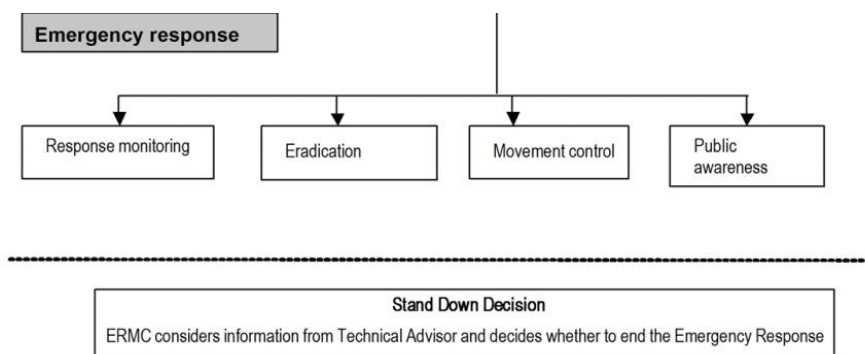 Emergency response
Response monitoring
Eradication
Movement control
Public
awareness
Stand Down Decision
ERMC considers information from Technical Advisor and decides whether to end the Emergency Response